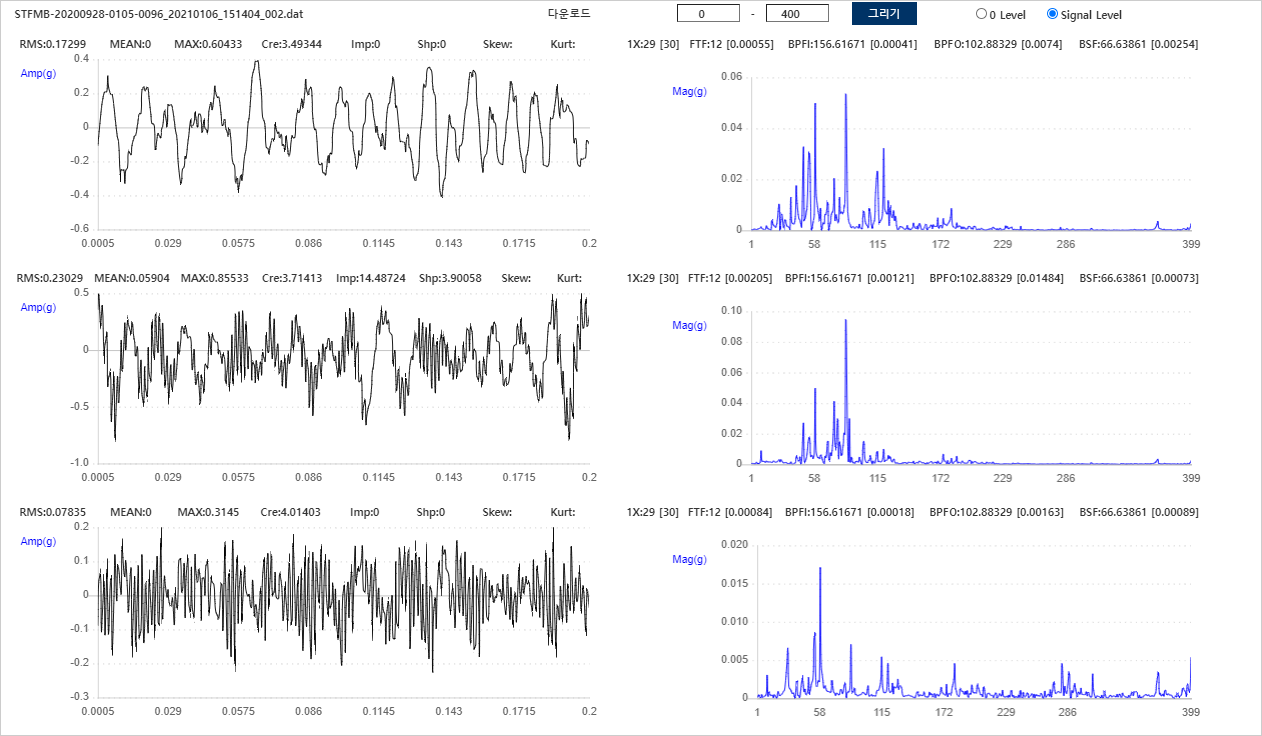 STFMB-20200928-0105-0096_20210106_151404_002.dat 다운로드 0 - 400 그리기 0 Level Signal Level
RMS:0.17299 MEAN:0 MAX:0.60433 Cre:3.49344 Imp:0 Shp:0 Skew: Kurt:
Amp(g)
0.4
0.2
0
-0.2
-0.4
-0.6
0.0005 0.029 0.0575 0.086 0.1145 0.143 0.1715 0.2
1X:29 [30] FTF:12 [0.00055] BPFI:156.61671 [0.00041] BPFO:102.88329 [0.0074] BSF:66.63861 [0.00254]
Mag(g)
0.06
0.04
0.02
0
1 58 115 172 229 286 399
RMS:0.23029 MEAN:0.05904 MAX:0.85533 Cre:3.71413 Imp:14.48724 Shp:3.90058 Skew: Kurt:
Amp(g)
0.5
0
-0.5
-1.0
0.0005 0.029 0.0575 0.086 0.1145 0.143 0.1715 0.2
1X:29 [30] FTF:12 [0.00205] BPFI:156.61671 [0.00121] BPFO:102.88329 [0.01484] BSF:66.63861 [0.00073]
Mag(g)
0.10
0.08
0.06
0.04
0.02
0
1 58 115 172 229 286 399
RMS:0.07835 MEAN:0 MAX:0.3145 Cre:4.01403 Imp:0 Shp:0 Skew: Kurt:
Amp(g)
0.2
0.1
0
-0.1
-0.2
-0.3
0.0005 0.029 0.0575 0.086 0.1145 0.143 0.1715 0.2
1X:29 [30] FTF:12 [0.00084] BPFI:156.61671 [0.00018] BPFO:102.88329 [0.00163] BSF:66.63861 [0.00089]
Mag(g)
0.020
0.015
0.010
0.005
0
1 58 115 172 229 286 399